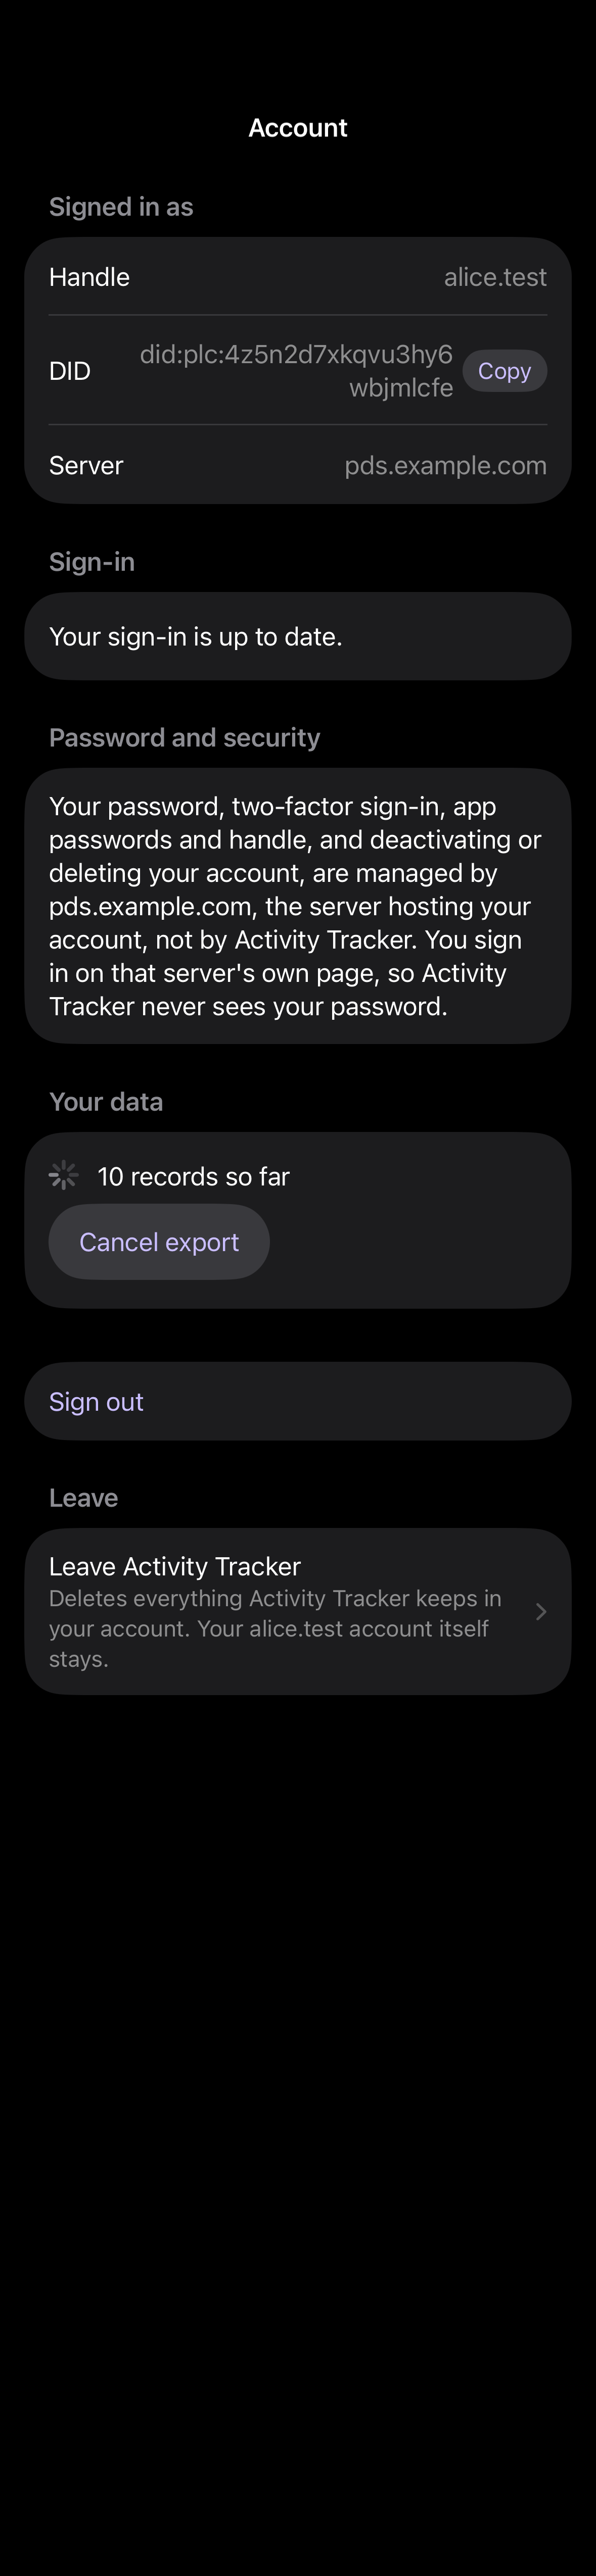 Account
Signed in as
Handle
alice.test
DID
did:plc:4z5n2d7xkqvu3hy6
wbjmlcfe
Copy
Server
pds.example.com
Sign-in
Your sign-in is up to date.
Password and security
Your password, two-factor sign-in, app
passwords and handle, and deactivating or
deleting your account, are managed by
pds.example.com, the server hosting your
account, not by Activity Tracker. You sign
in on that server's own page, so Activity
Tracker never sees your password.
Your data
10 records so far
Cancel export
Sign out
Leave
Leave Activity Tracker
Deletes everything Activity Tracker keeps in
your account. Your alice.test account itself
stays.